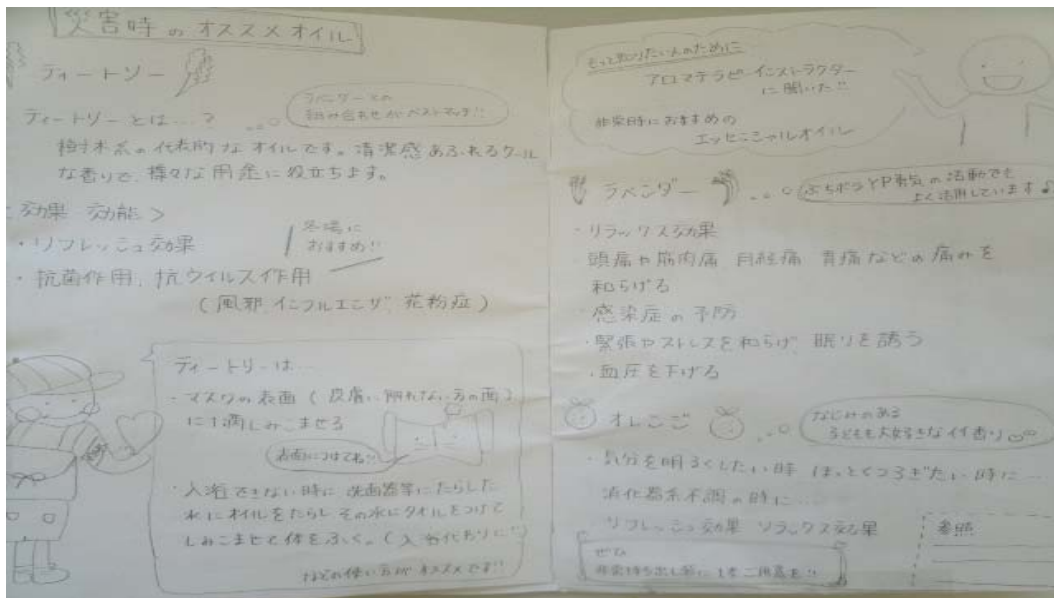 災害時のオススメオイル
ティートゾー
ラベンダーとの
組み合わせがベストマッチ!!
ティートゾーとは…?
樹木系の代表的なオイルです。清潔感あふれるクール
な香りで、様々な用途に役立ちます。
効果 効能>
・リフレッシュ効果
冬場に
おすすめ!!
・抗菌作用、抗ウイルス作用
(風邪、インフルエンザ、花粉症)
ティートリーは…
・マスクの表面(皮膚に触れない方の面)
に1滴しみこませる
表面につけてね!!
・入浴できない時に 洗面器等にたらした
水にオイルをたらし その水にタオルをつけて
しみこませて体をふく。(入浴代わりに!!)
などの使い方がオススメです!!
もっと知りたい人のために
アロマテラピーインストラクター
に聞いた!!
非常時におすすめの
エッセンシャルオイル
ラベンダー
ぷちボラやP勇気の活動でも
よく活用しています♪
・リラックス効果
・頭痛や筋肉痛 月経痛 胃痛などの痛みを
和らげる
・感染症の予防
・緊張やストレスを和らげ、眠りを誘う
・血圧を下げる
オレンジ
なじみのある
子どもも大好きなイイ香り
・気分を明るくしたい時 ほっとくつろぎたい時に…
消化器系不調の時に…
リフレッシュ効果 リラックス効果
ぜひ
非常持ち出し袋に1本ご用意を!!
参照